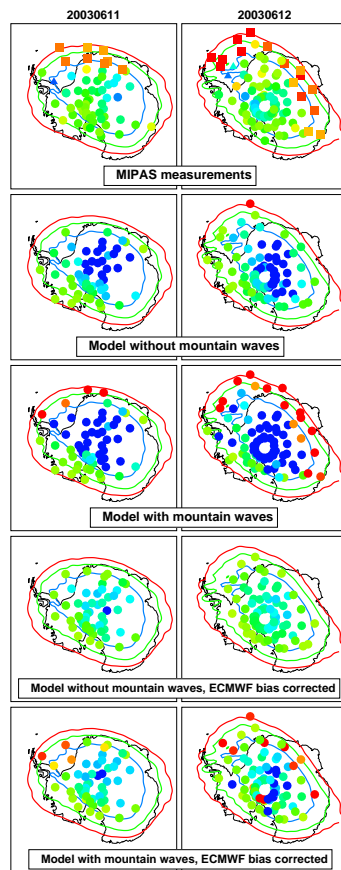 20030611 20030612
MIPAS measurements
Model without mountain waves
Model with mountain waves
Model without mountain waves, ECMWF bias corrected
Model with mountain waves, ECMWF bias corrected